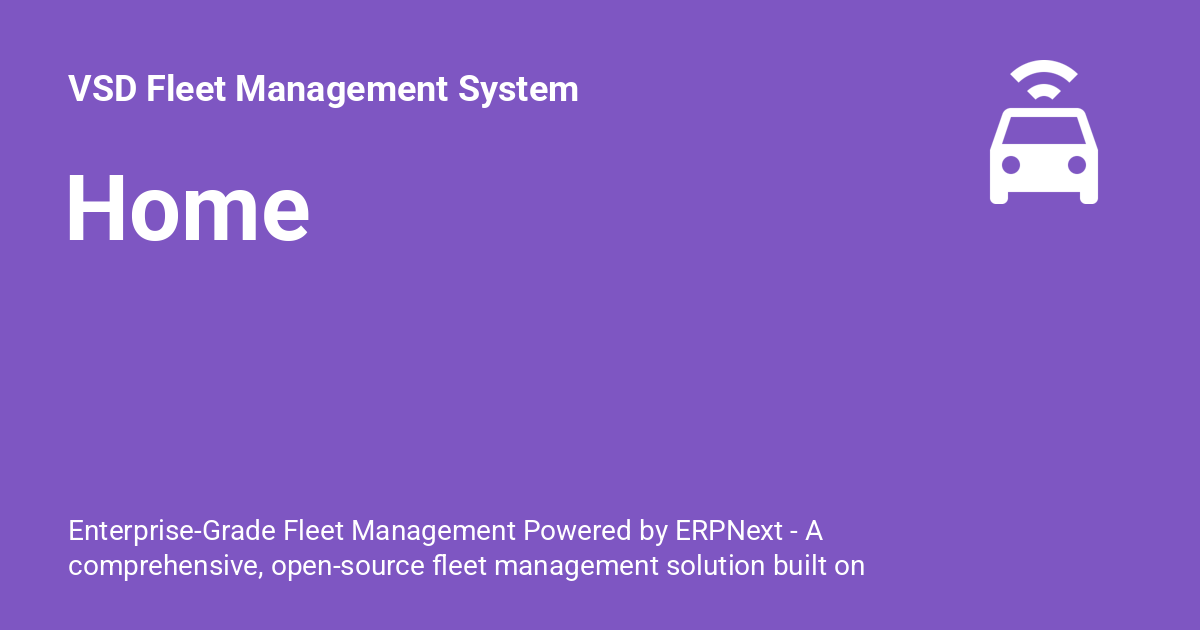 VSD Fleet Management System
Home
Enterprise-Grade Fleet Management Powered by ERPNext - A
comprehensive, open-source fleet management solution built on